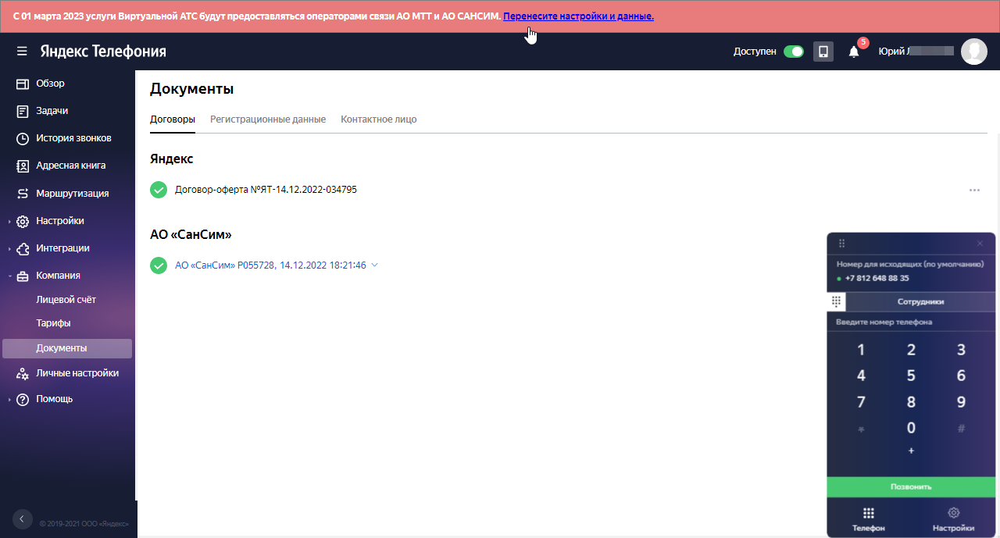 С 01 марта 2023 услуги Виртуальной АТС будут предоставляться операторами связи АО МТТ и АО САНСИМ. Перенесите настройки и данные.
Яндекс Телефония
Доступен
5
Юрий
Обзор
Задачи
История звонков
Адресная книга
Маршрутизация
Настройки
Интеграции
Компания
Лицевой счёт
Тарифы
Документы
Личные настройки
Помощь
© 2019-2021 ООО «Яндекс»
Документы
Договоры Регистрационные данные Контактное лицо
Яндекс
Договор-оферта №ЯТ-14.12.2022-034795
АО «СанСим»
АО «СанСим» P055728, 14.12.2022 18:21:46
Номер для исходящих (по умолчанию)
+7 812 648 88 35
Сотрудники
Введите номер телефона
1 2 3
4 5 6
7 8 9
* 0 #
+
Позвонить
Телефон Настройки